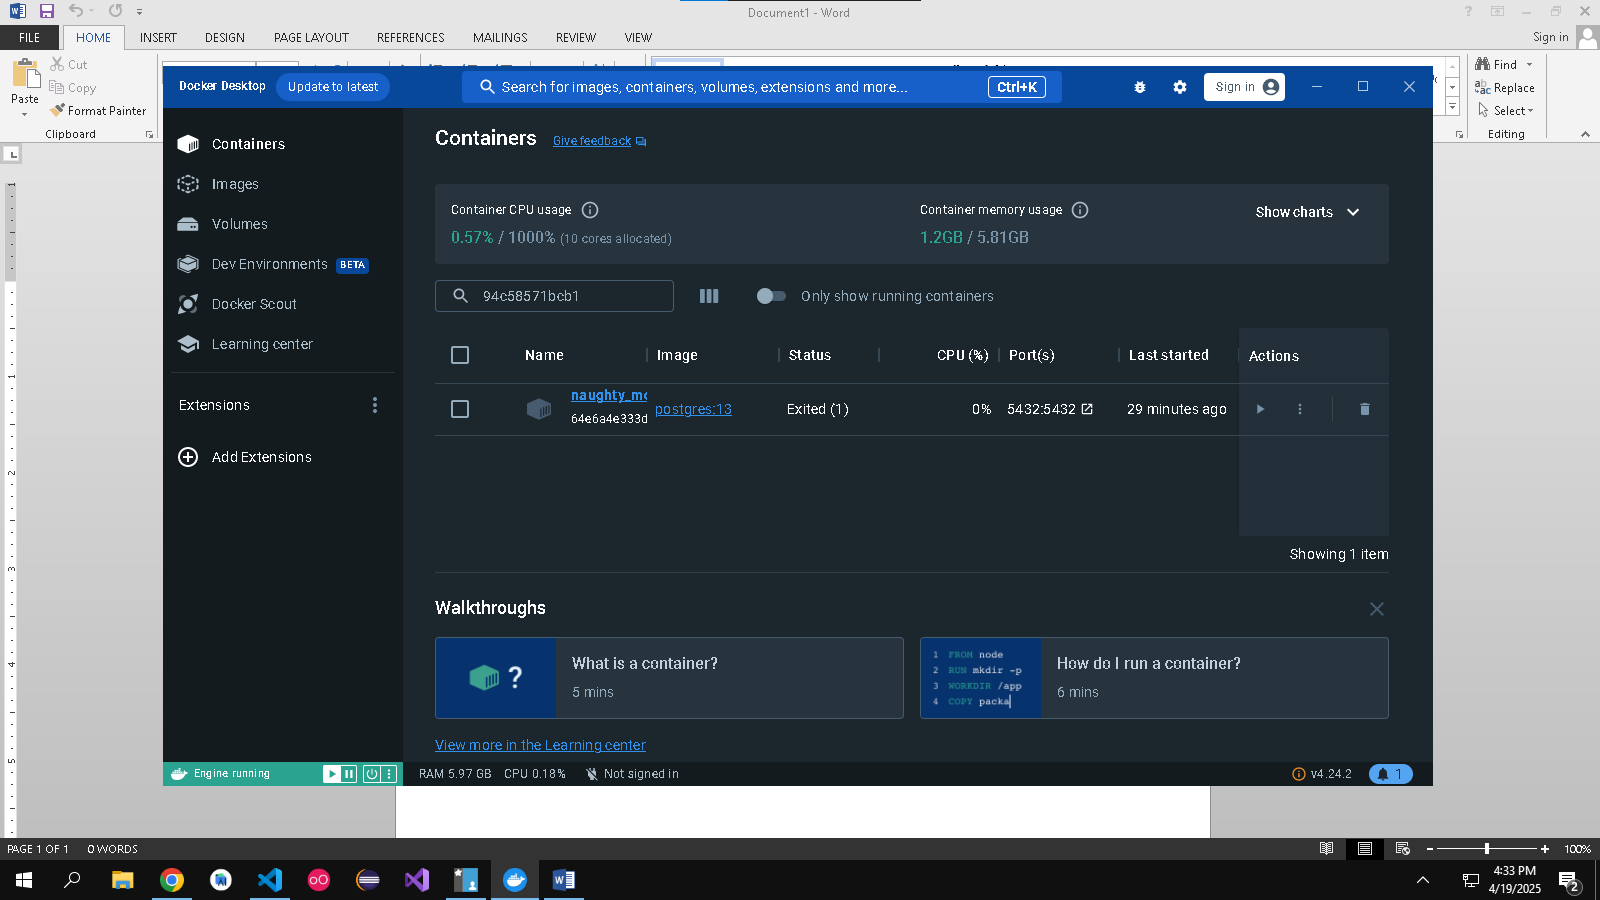 Document1 - Word
FILE
HOME
INSERT
DESIGN
PAGE LAYOUT
REFERENCES
MAILINGS
REVIEW
VIEW
Sign in
Paste
Cut
Copy
Format Painter
Clipboard
Find
Replace
Select
Editing
Docker Desktop
Update to latest
Search for images, containers, volumes, extensions and more...
Ctrl+K
Sign in
Containers
Images
Volumes
Dev Environments BETA
Docker Scout
Learning center
Extensions
Add Extensions
Containers
Give feedback
Container CPU usage
0.57% / 1000% (10 cores allocated)
Container memory usage
1.2GB / 5.81GB
Show charts
94c58571bcb1
Only show running containers
Name Image Status CPU (%) Port(s) Last started Actions
naughty_mc
64e6a4e333d
postgres:13
Exited (1)
0%
5432:5432
29 minutes ago
Showing 1 item
Walkthroughs
?
What is a container?
5 mins
1 FROM node
2 RUN mkdir -p
3 WORKDIR /app
4 COPY packa
How do I run a container?
6 mins
View more in the Learning center
Engine running
RAM 5.97 GB CPU 0.18% Not signed in
v4.24.2
1
PAGE 1 OF 1 0 WORDS
100%
4:33 PM
4/19/2025
2